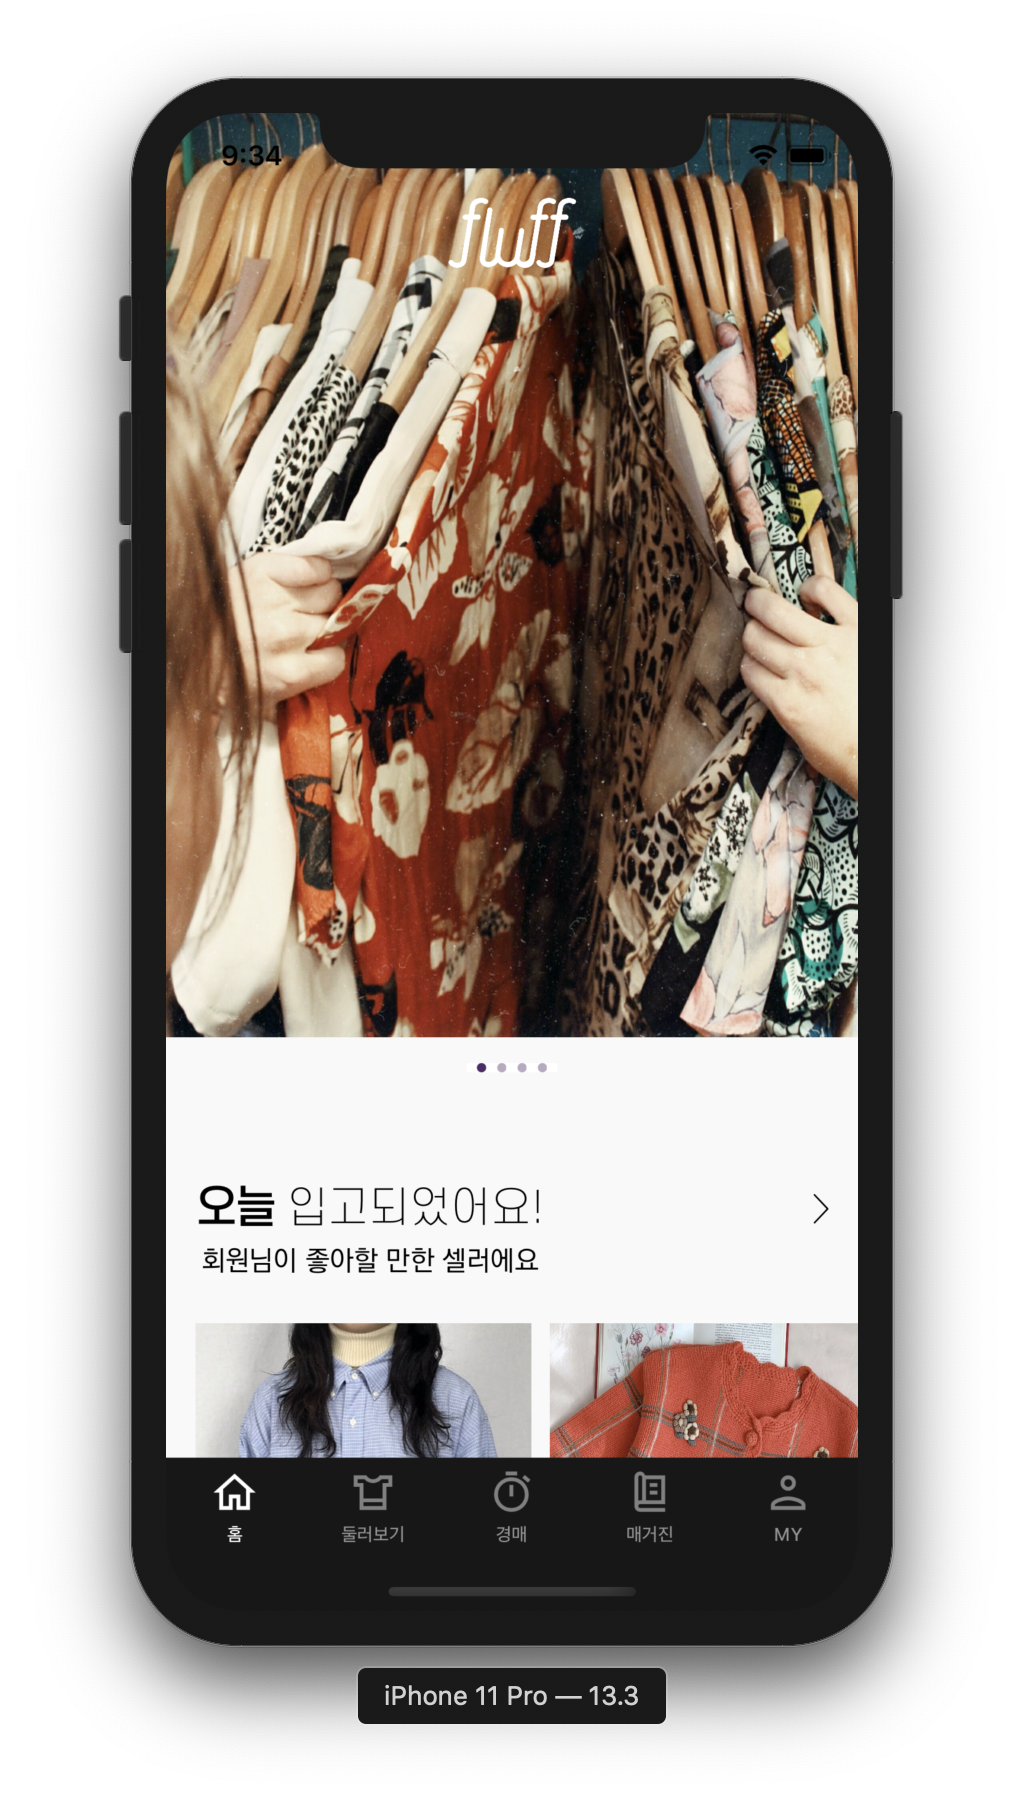 9:34
fluff
오늘 입고되었어요!
회원님이 좋아할 만한 셀러에요
홈
둘러보기
경매
매거진
MY
iPhone 11 Pro — 13.3